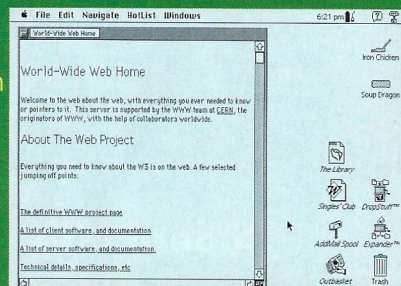 File Edit Navigate HotList Windows
6:21 pm
World-Wide Web Home
Iron Chicken
Soup Dragon
World-Wide Web Home
Welcome to the web about the web, with everything you ever needed to know
or pointers to it. This server is supported by the WWW team at CERN, the
originators of WWW, with the help of collaborators worldwide.
About The Web Project
Everything you need to know about the W3 is on the web. A few selected
jumping off points:
The definitive WWW project page
A list of client software, and documentation
A list of server software, and documentation.
Technical details, specifications, etc
The Library
Singles' Club
DropStuff™
AddMail Spool
Expander™
Outbasket
Trash